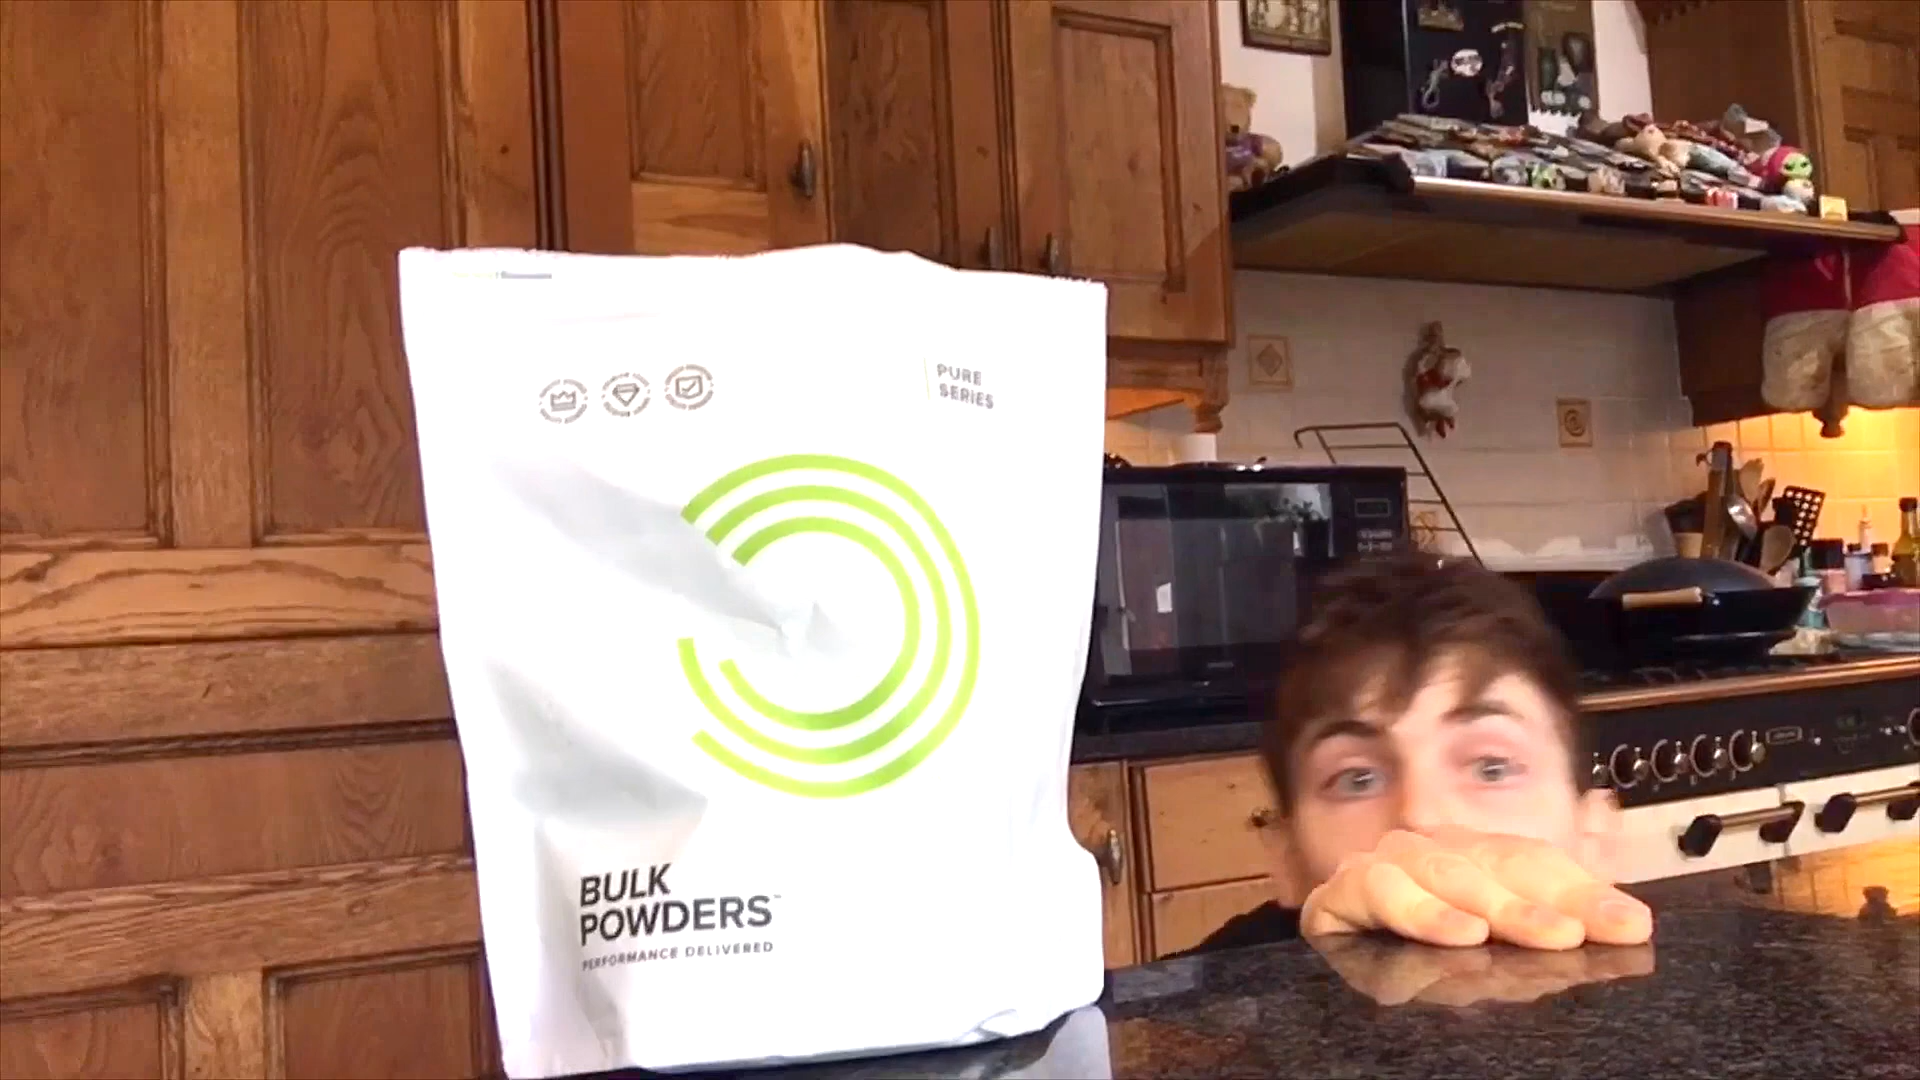 PURE
SERIES
BULK
POWDERS™
PERFORMANCE DELIVERED